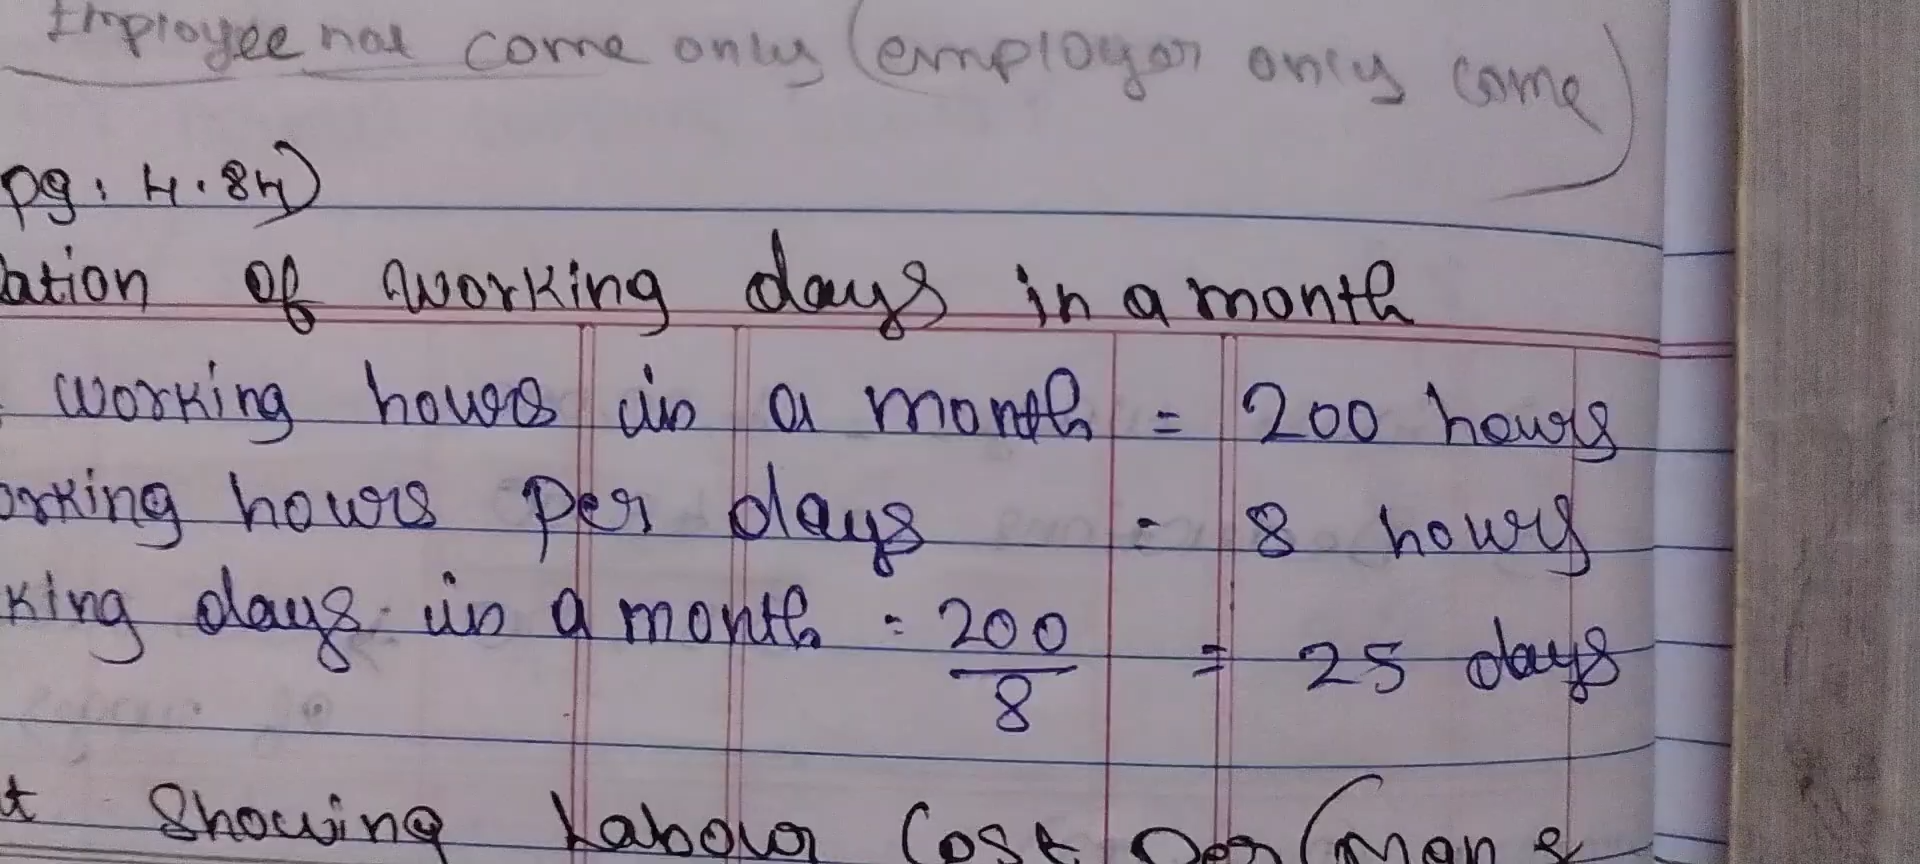 Employee not come only (employer only come)
pg: 4.84)
ation of working days in a month
working hours in a month = 200 hours
orking hours per days = 8 hours
king days in a month = 200/8 = 25 days
t Showing Labour Cost per (man &